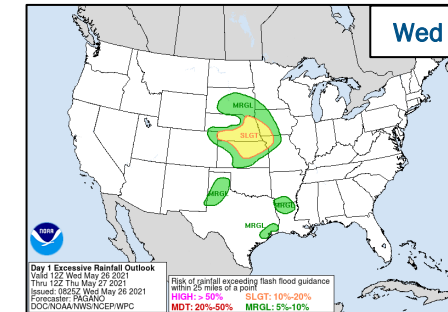 Wed
MRGL
SLGT
MRGL
MRGL
MRGL
NOAA
Day 1 Excessive Rainfall Outlook
Valid 12Z Wed May 26 2021
Thru 12Z Thu May 27 2021
Issued: 0825Z Wed May 26 2021
Forecaster: PAGANO
DOC/NOAA/NWS/NCEP/WPC
Risk of rainfall exceeding flash flood guidance
within 25 miles of a point
HIGH: > 50% SLGT: 10%-20%
MDT: 20%-50% MRGL: 5%-10%